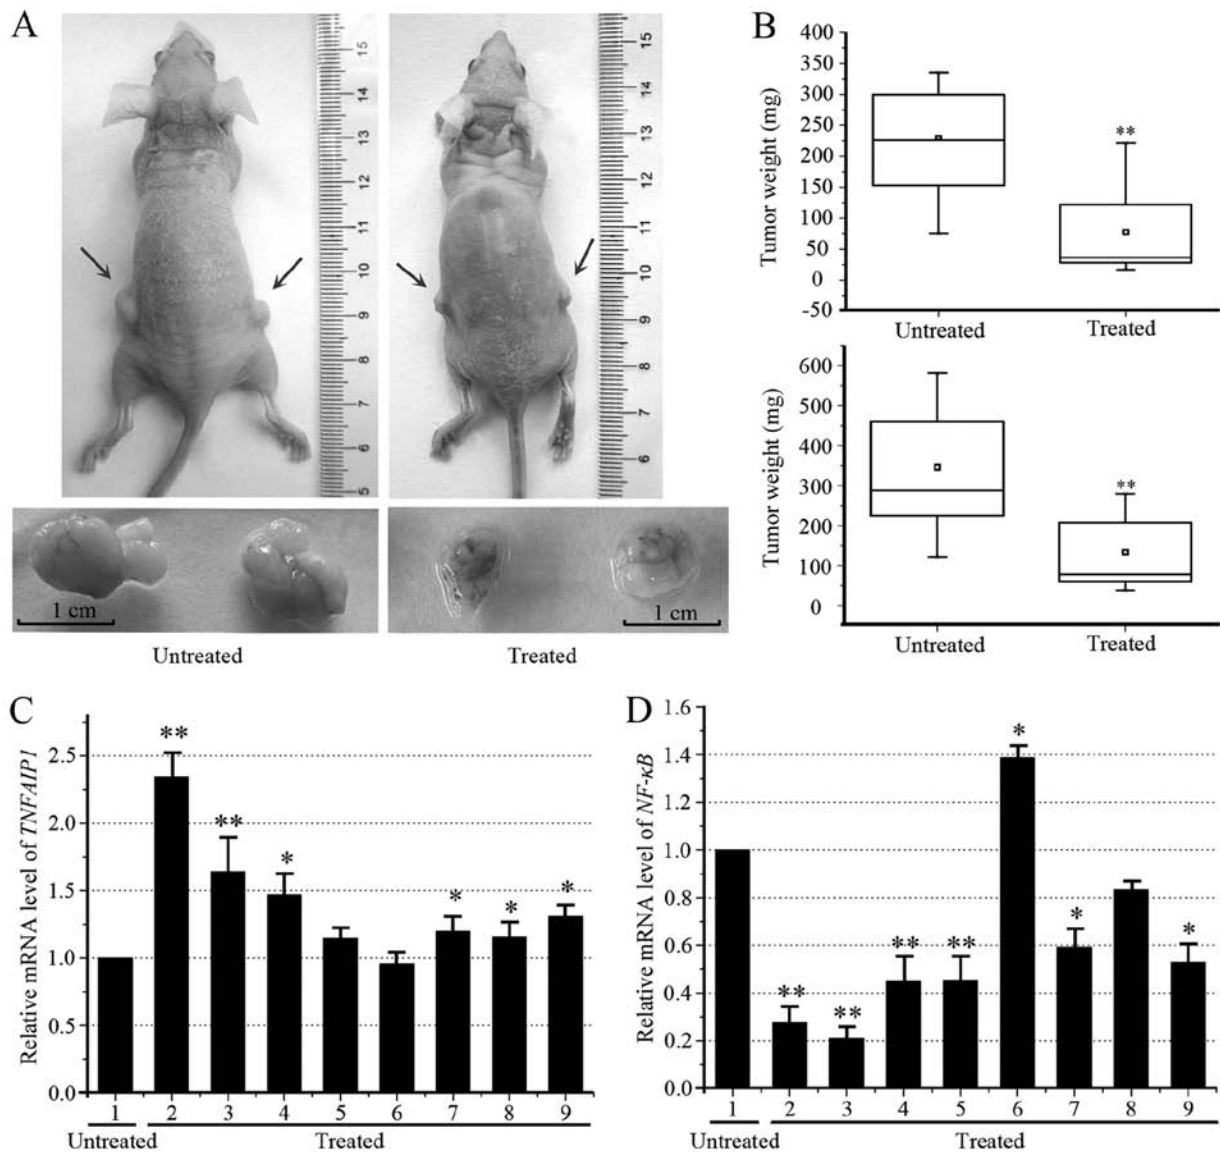 A
15
14
13
12
11
10
9
8
7
6
5
15
14
13
12
11
10
9
8
7
6
5
1 cm
1 cm
Untreated
Treated
B
Tumor weight (mg)
400
350
300
250
200
150
100
50
0
-50
**
Untreated
Treated
Tumor weight (mg)
600
500
400
300
200
100
0
**
Untreated
Treated
C
Relative mRNA level of TNFAIP1
2.5
2.0
1.5
1.0
0.5
0.0
** ** * * * *
1 2 3 4 5 6 7 8 9
Untreated Treated
D
Relative mRNA level of NF-κB
1.6
1.4
1.2
1.0
0.8
0.6
0.4
0.2
0.0
** ** ** ** * * *
1 2 3 4 5 6 7 8 9
Untreated Treated